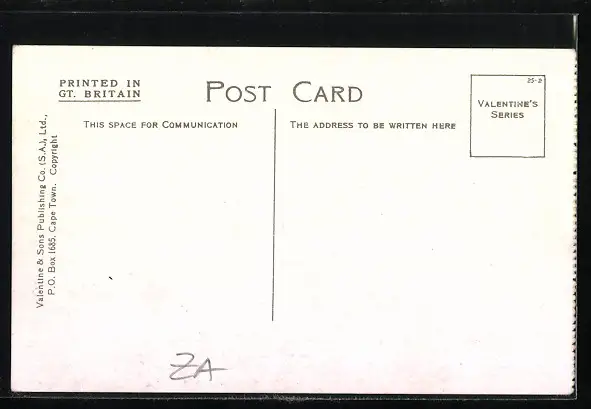 PRINTED IN
GT. BRITAIN
POST CARD
THIS SPACE FOR COMMUNICATION
THE ADDRESS TO BE WRITTEN HERE
25-B
VALENTINE'S
SERIES
Valentine & Sons Publishing Co. (S.A.), Ltd.,
P.O. Box 1685, Cape Town. Copyright
ZA